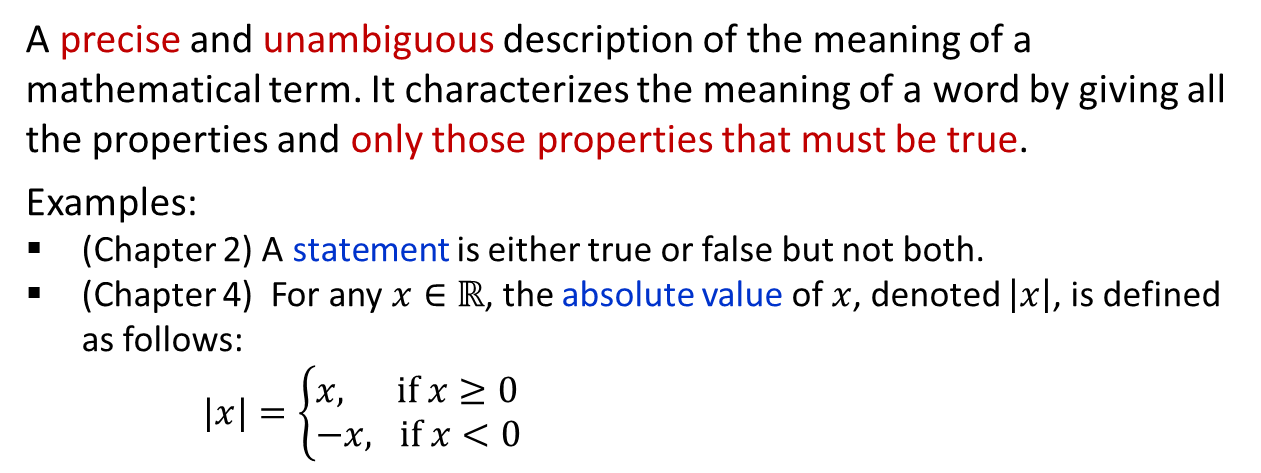 A precise and unambiguous description of the meaning of a
mathematical term. It characterizes the meaning of a word by giving all
the properties and only those properties that must be true.
Examples:
▪ (Chapter 2) A statement is either true or false but not both.
▪ (Chapter 4) For any x ∈ ℝ, the absolute value of x, denoted |x|, is defined
as follows:
|x| = { x, if x ≥ 0
−x, if x < 0